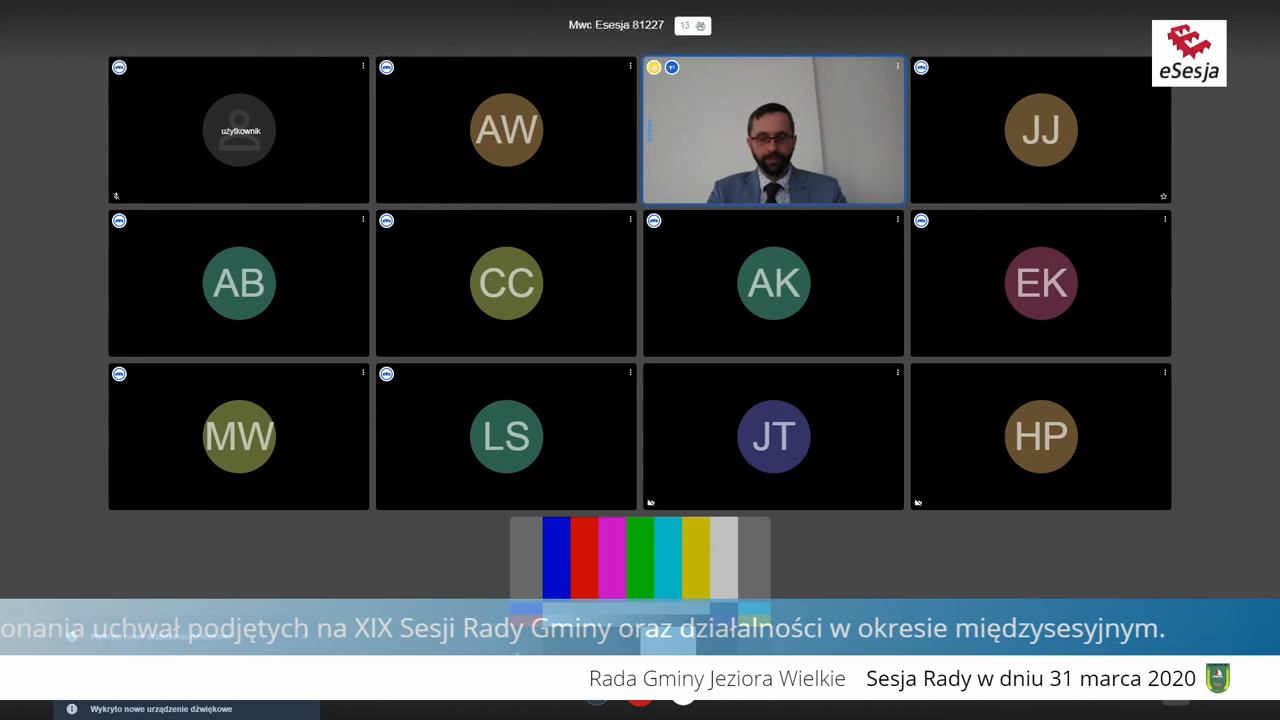 Mwc Esesja 81227
13
eSesja
użytkownik
AW
JJ
AB
CC
AK
EK
MW
LS
JT
HP
onania uchwał podjętych na XIX Sesji Rady Gminy oraz działalności w okresie międzysesyjnym.
Rada Gminy Jeziora Wielkie Sesja Rady w dniu 31 marca 2020
Wykryto nowe urządzenie dźwiękowe